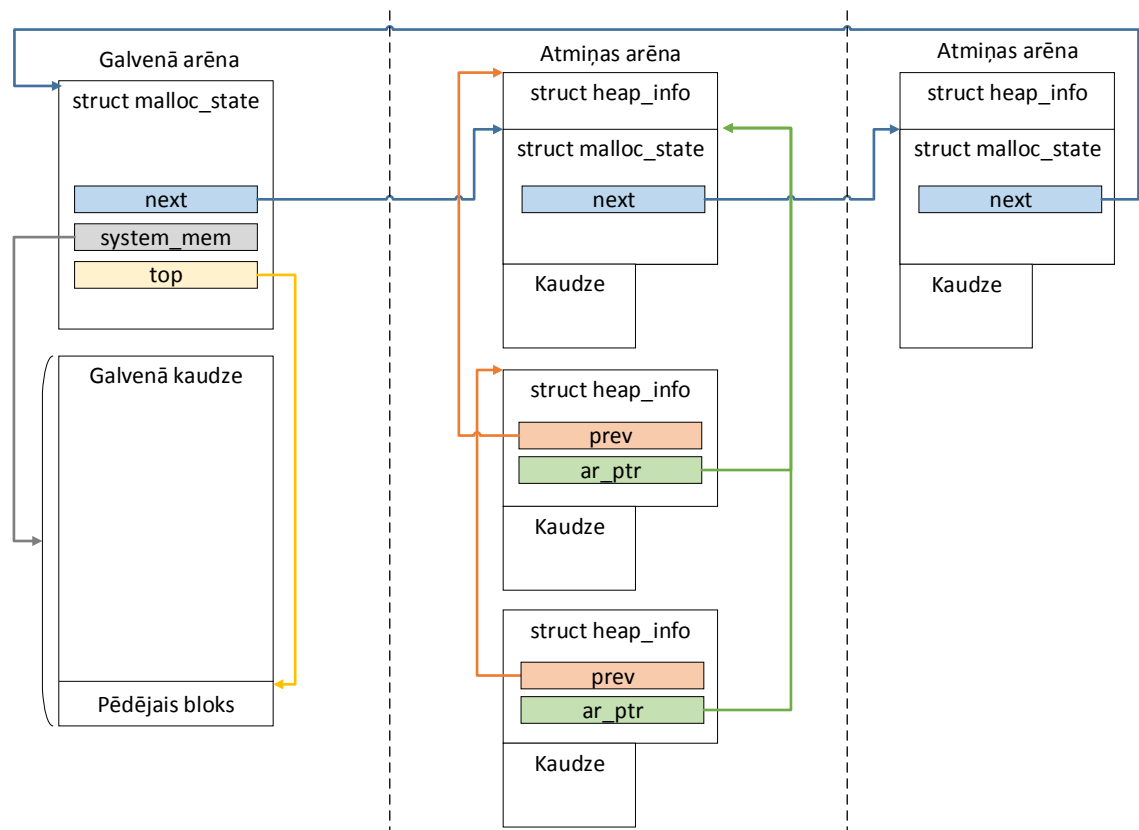 Galvenā arēna
struct malloc_state
next
system_mem
top
Galvenā kaudze
Pēdējais bloks
Atmiņas arēna
struct heap_info
struct malloc_state
next
Kaudze
struct heap_info
prev
ar_ptr
Kaudze
struct heap_info
prev
ar_ptr
Kaudze
Atmiņas arēna
struct heap_info
struct malloc_state
next
Kaudze